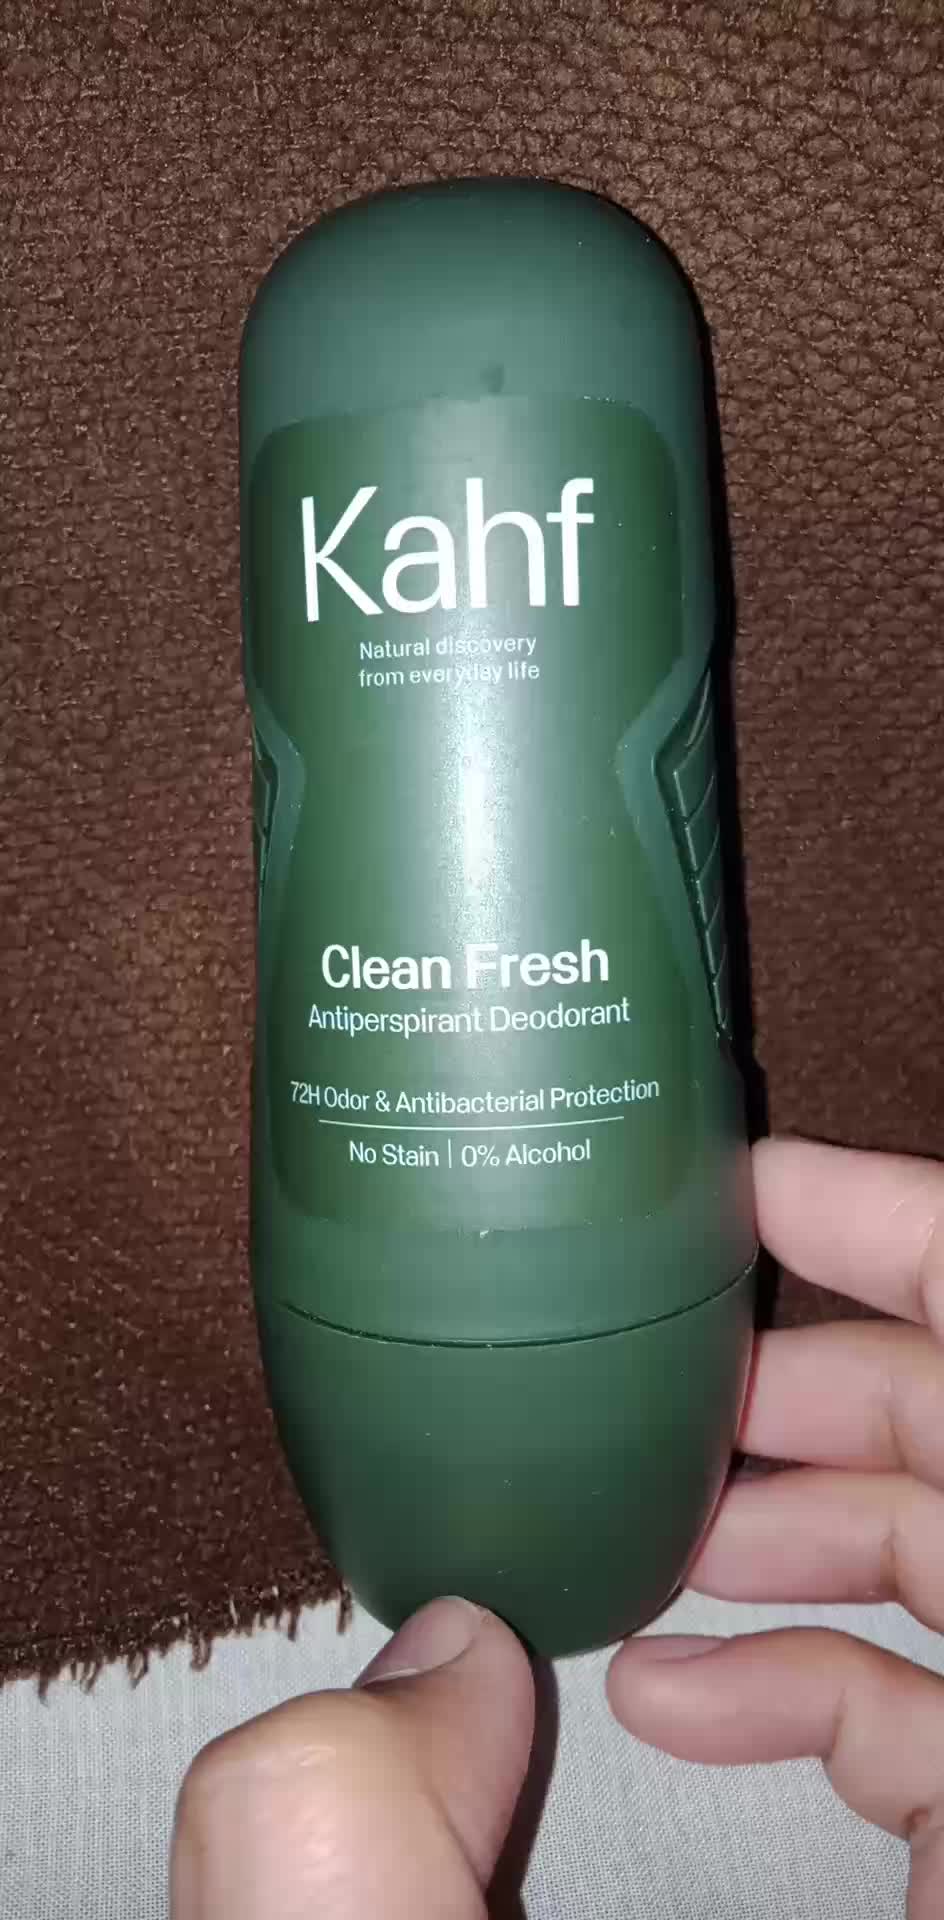 Kahf
Natural discovery
from everyday life
Clean Fresh
Antiperspirant Deodorant
72H Odor & Antibacterial Protection
No Stain | 0% Alcohol